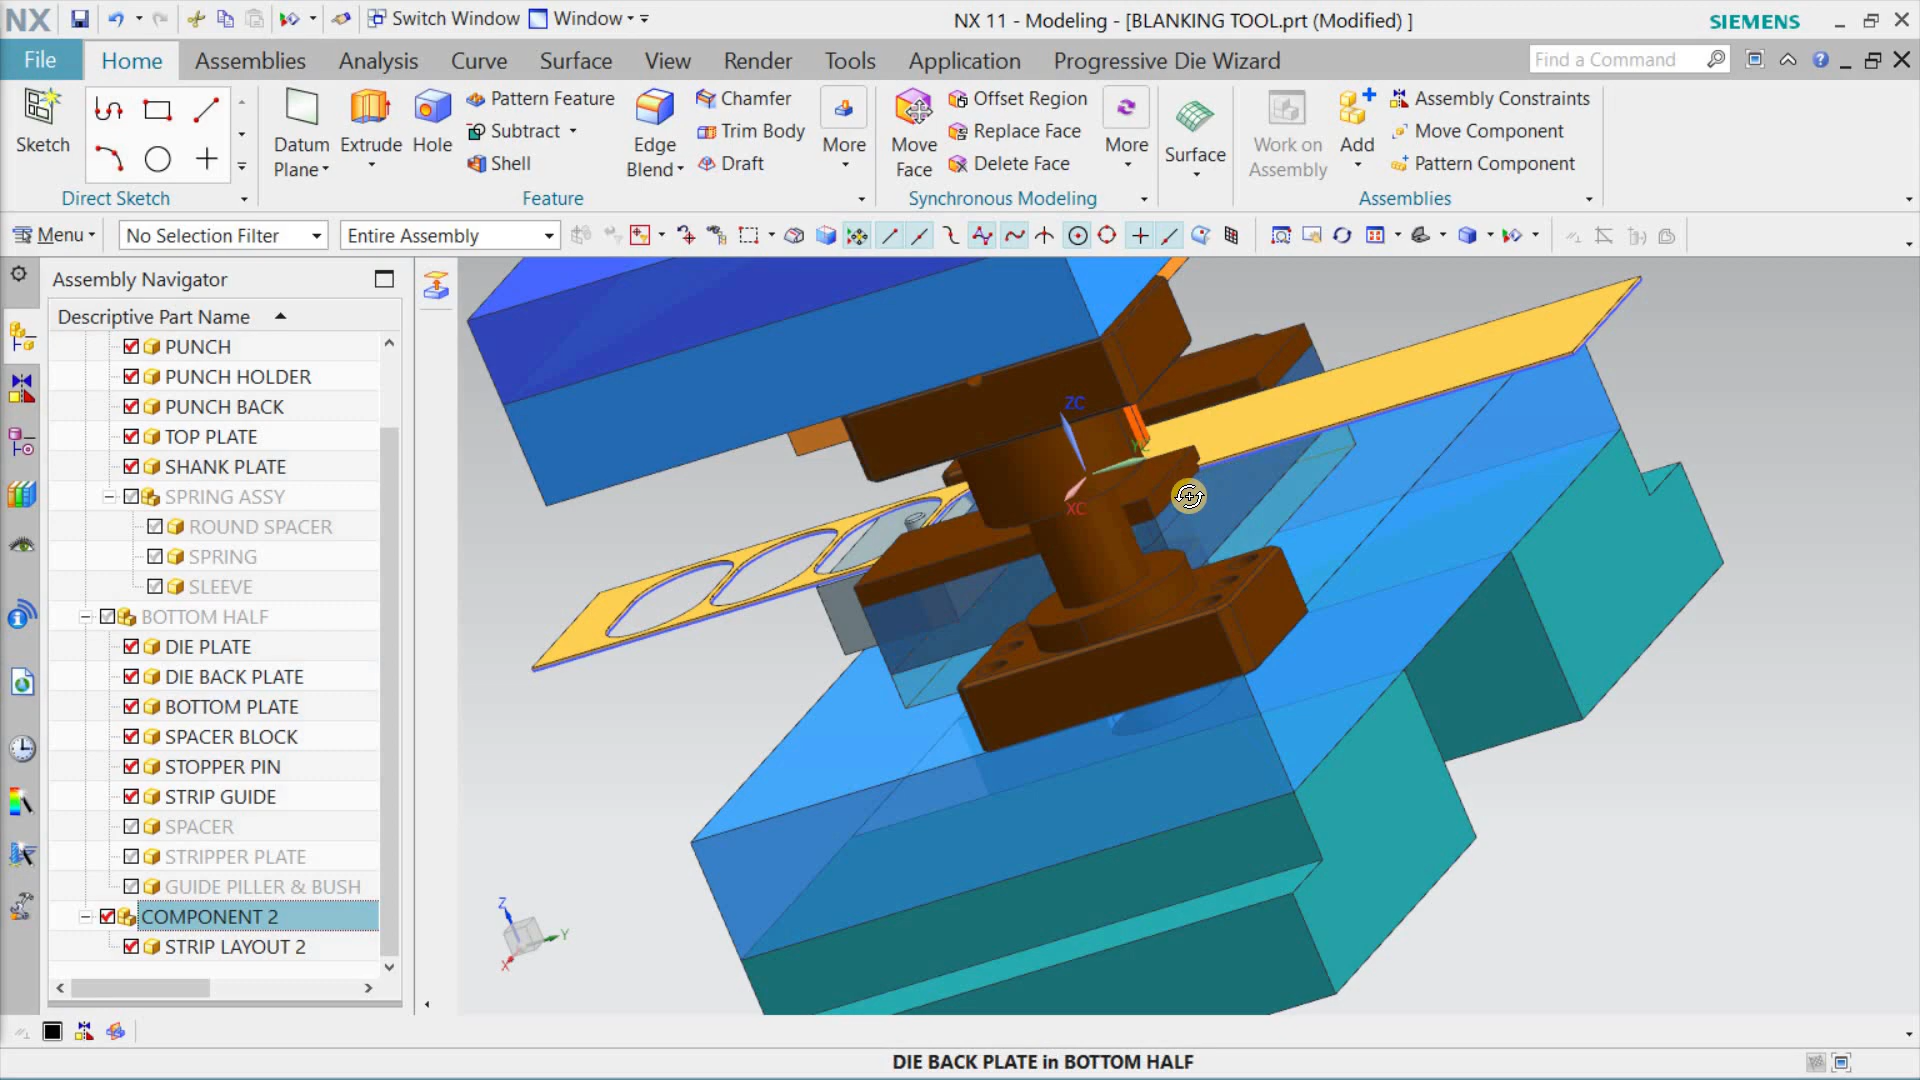 NX Switch Window Window NX 11 - Modeling - [BLANKING TOOL.prt (Modified) ] SIEMENS
File Home Assemblies Analysis Curve Surface View Render Tools Application Progressive Die Wizard Find a Command
Sketch
Direct Sketch
Datum Plane
Extrude
Hole
Pattern Feature
Subtract
Shell
Edge Blend
Chamfer
Trim Body
Draft
More
Feature
Move Face
Offset Region
Replace Face
Delete Face
More
Synchronous Modeling
Surface
Work on Assembly
Add
Assembly Constraints
Move Component
Pattern Component
Assemblies
Menu No Selection Filter Entire Assembly
Assembly Navigator
Descriptive Part Name
PUNCH
PUNCH HOLDER
PUNCH BACK
TOP PLATE
SHANK PLATE
SPRING ASSY
ROUND SPACER
SPRING
SLEEVE
BOTTOM HALF
DIE PLATE
DIE BACK PLATE
BOTTOM PLATE
SPACER BLOCK
STOPPER PIN
STRIP GUIDE
SPACER
STRIPPER PLATE
GUIDE PILLER & BUSH
COMPONENT 2
STRIP LAYOUT 2
ZC
XC
Z
Y
X
DIE BACK PLATE in BOTTOM HALF